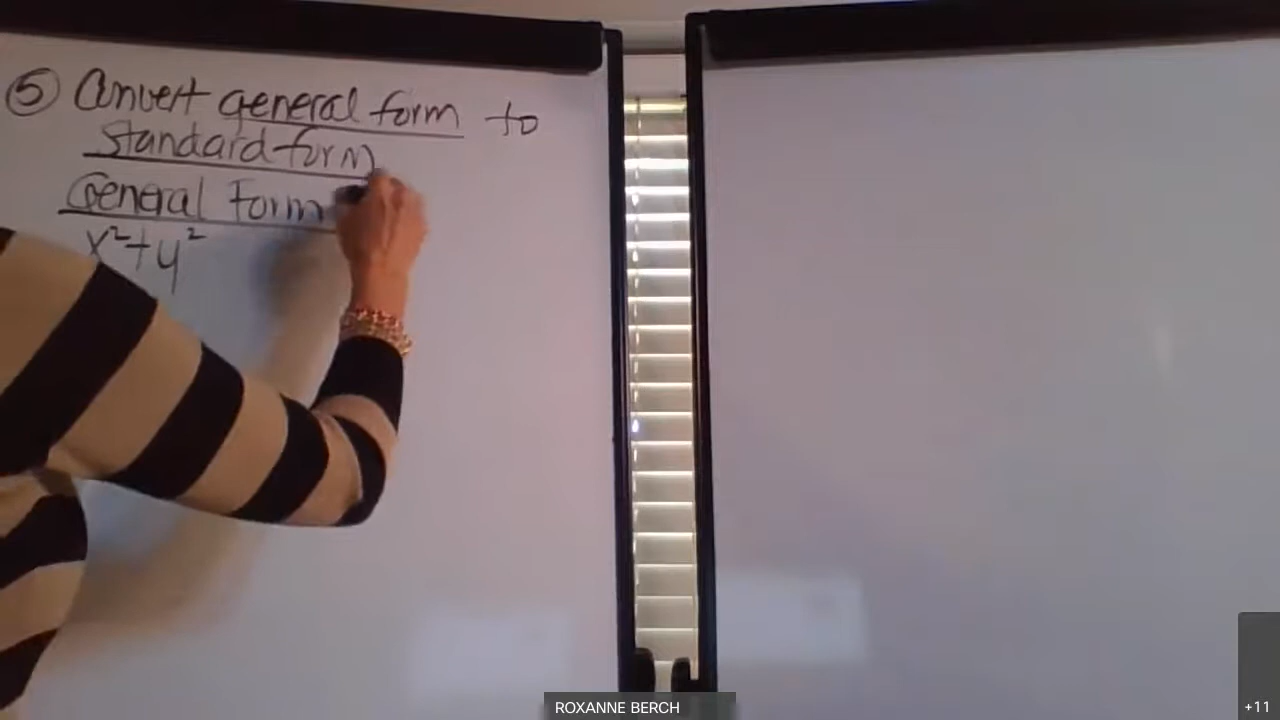 ⑤ Convert general form to
standard form
General Form
x²+y²
ROXANNE BERCH
+11